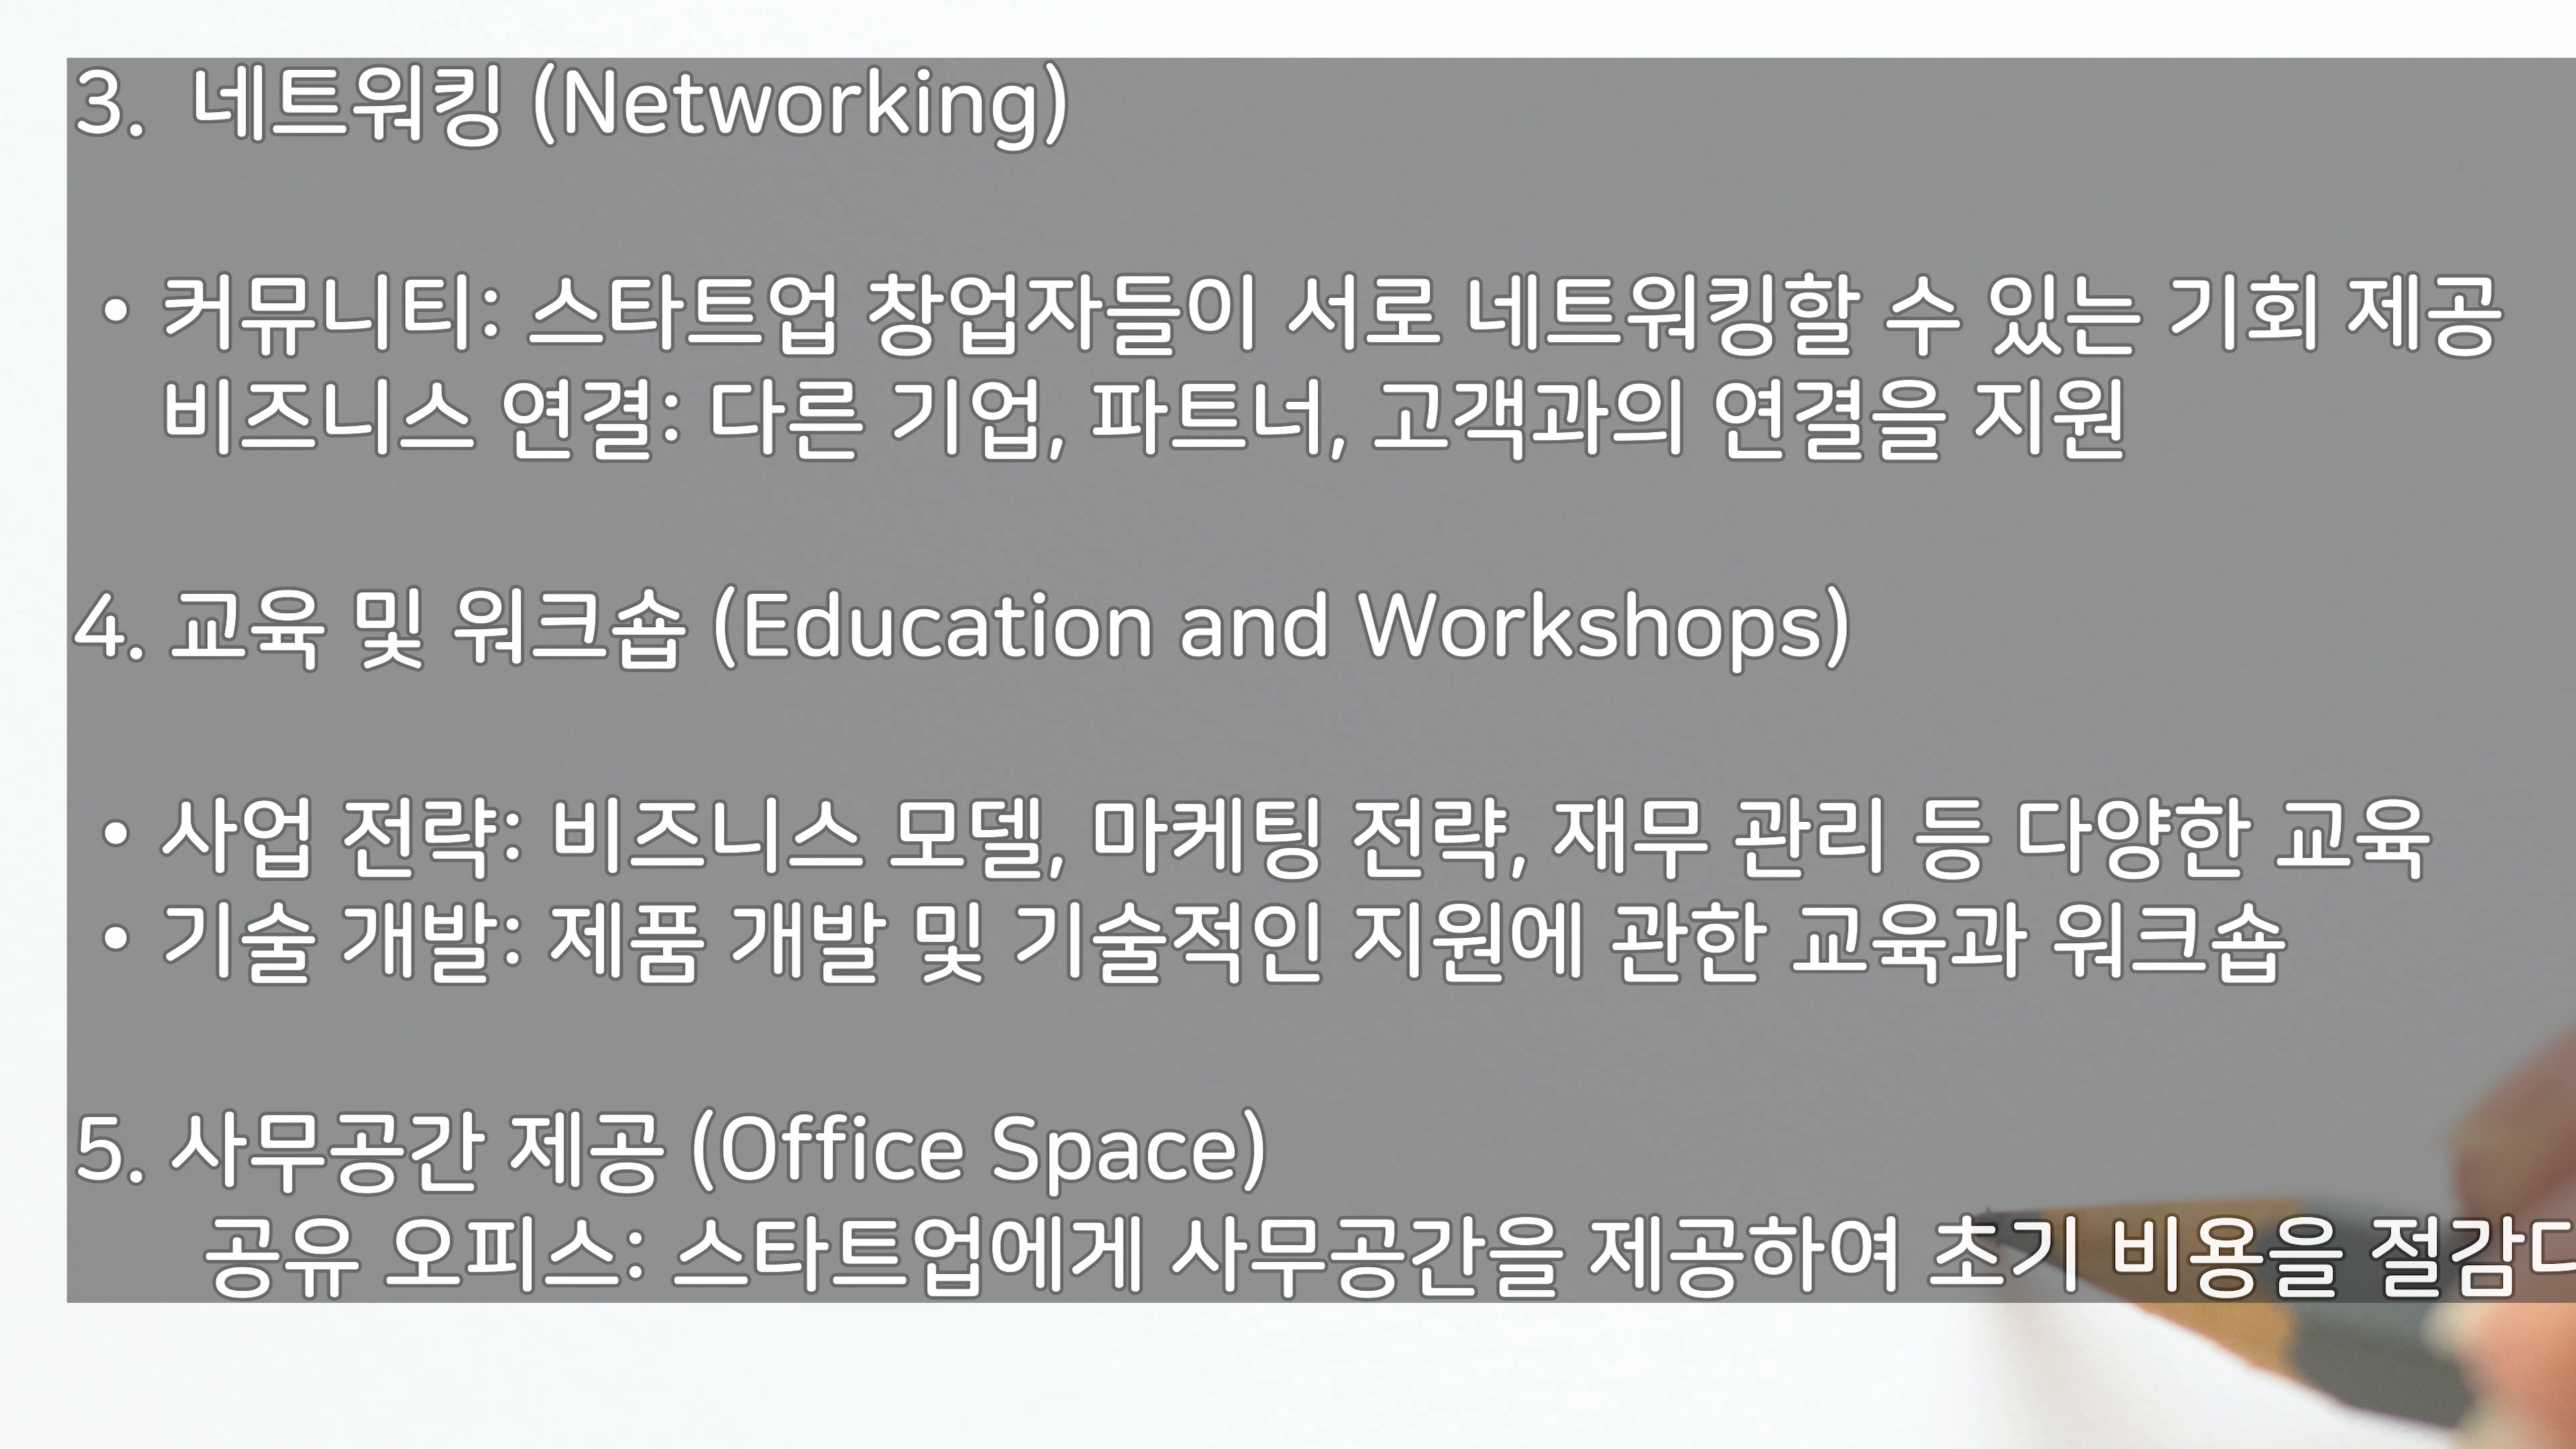 3. 네트워킹 (Networking)
• 커뮤니티: 스타트업 창업자들이 서로 네트워킹할 수 있는 기회 제공
비즈니스 연결: 다른 기업, 파트너, 고객과의 연결을 지원
4. 교육 및 워크숍 (Education and Workshops)
• 사업 전략: 비즈니스 모델, 마케팅 전략, 재무 관리 등 다양한 교육
• 기술 개발: 제품 개발 및 기술적인 지원에 관한 교육과 워크숍
5. 사무공간 제공 (Office Space)
공유 오피스: 스타트업에게 사무공간을 제공하여 초기 비용을